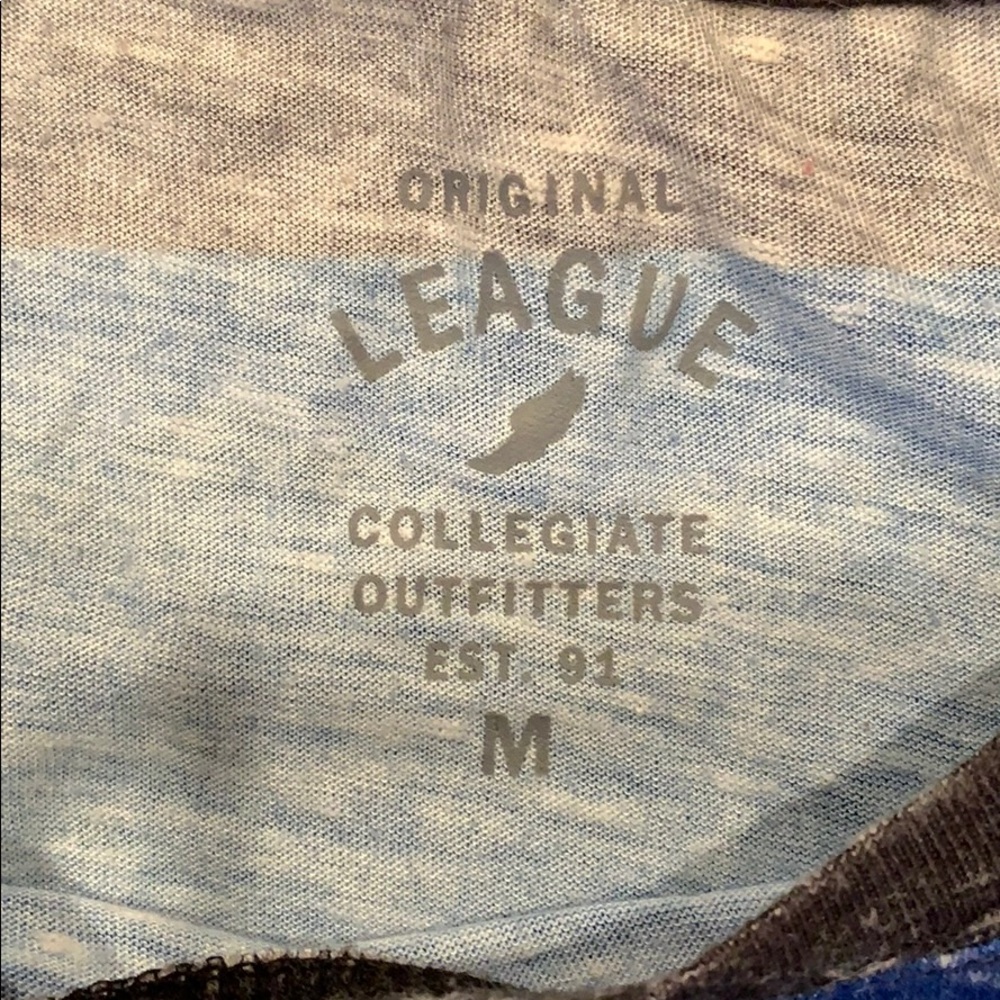 ORIGINAL
LEAGUE
COLLEGIATE
OUTFITTERS
EST. 91
M